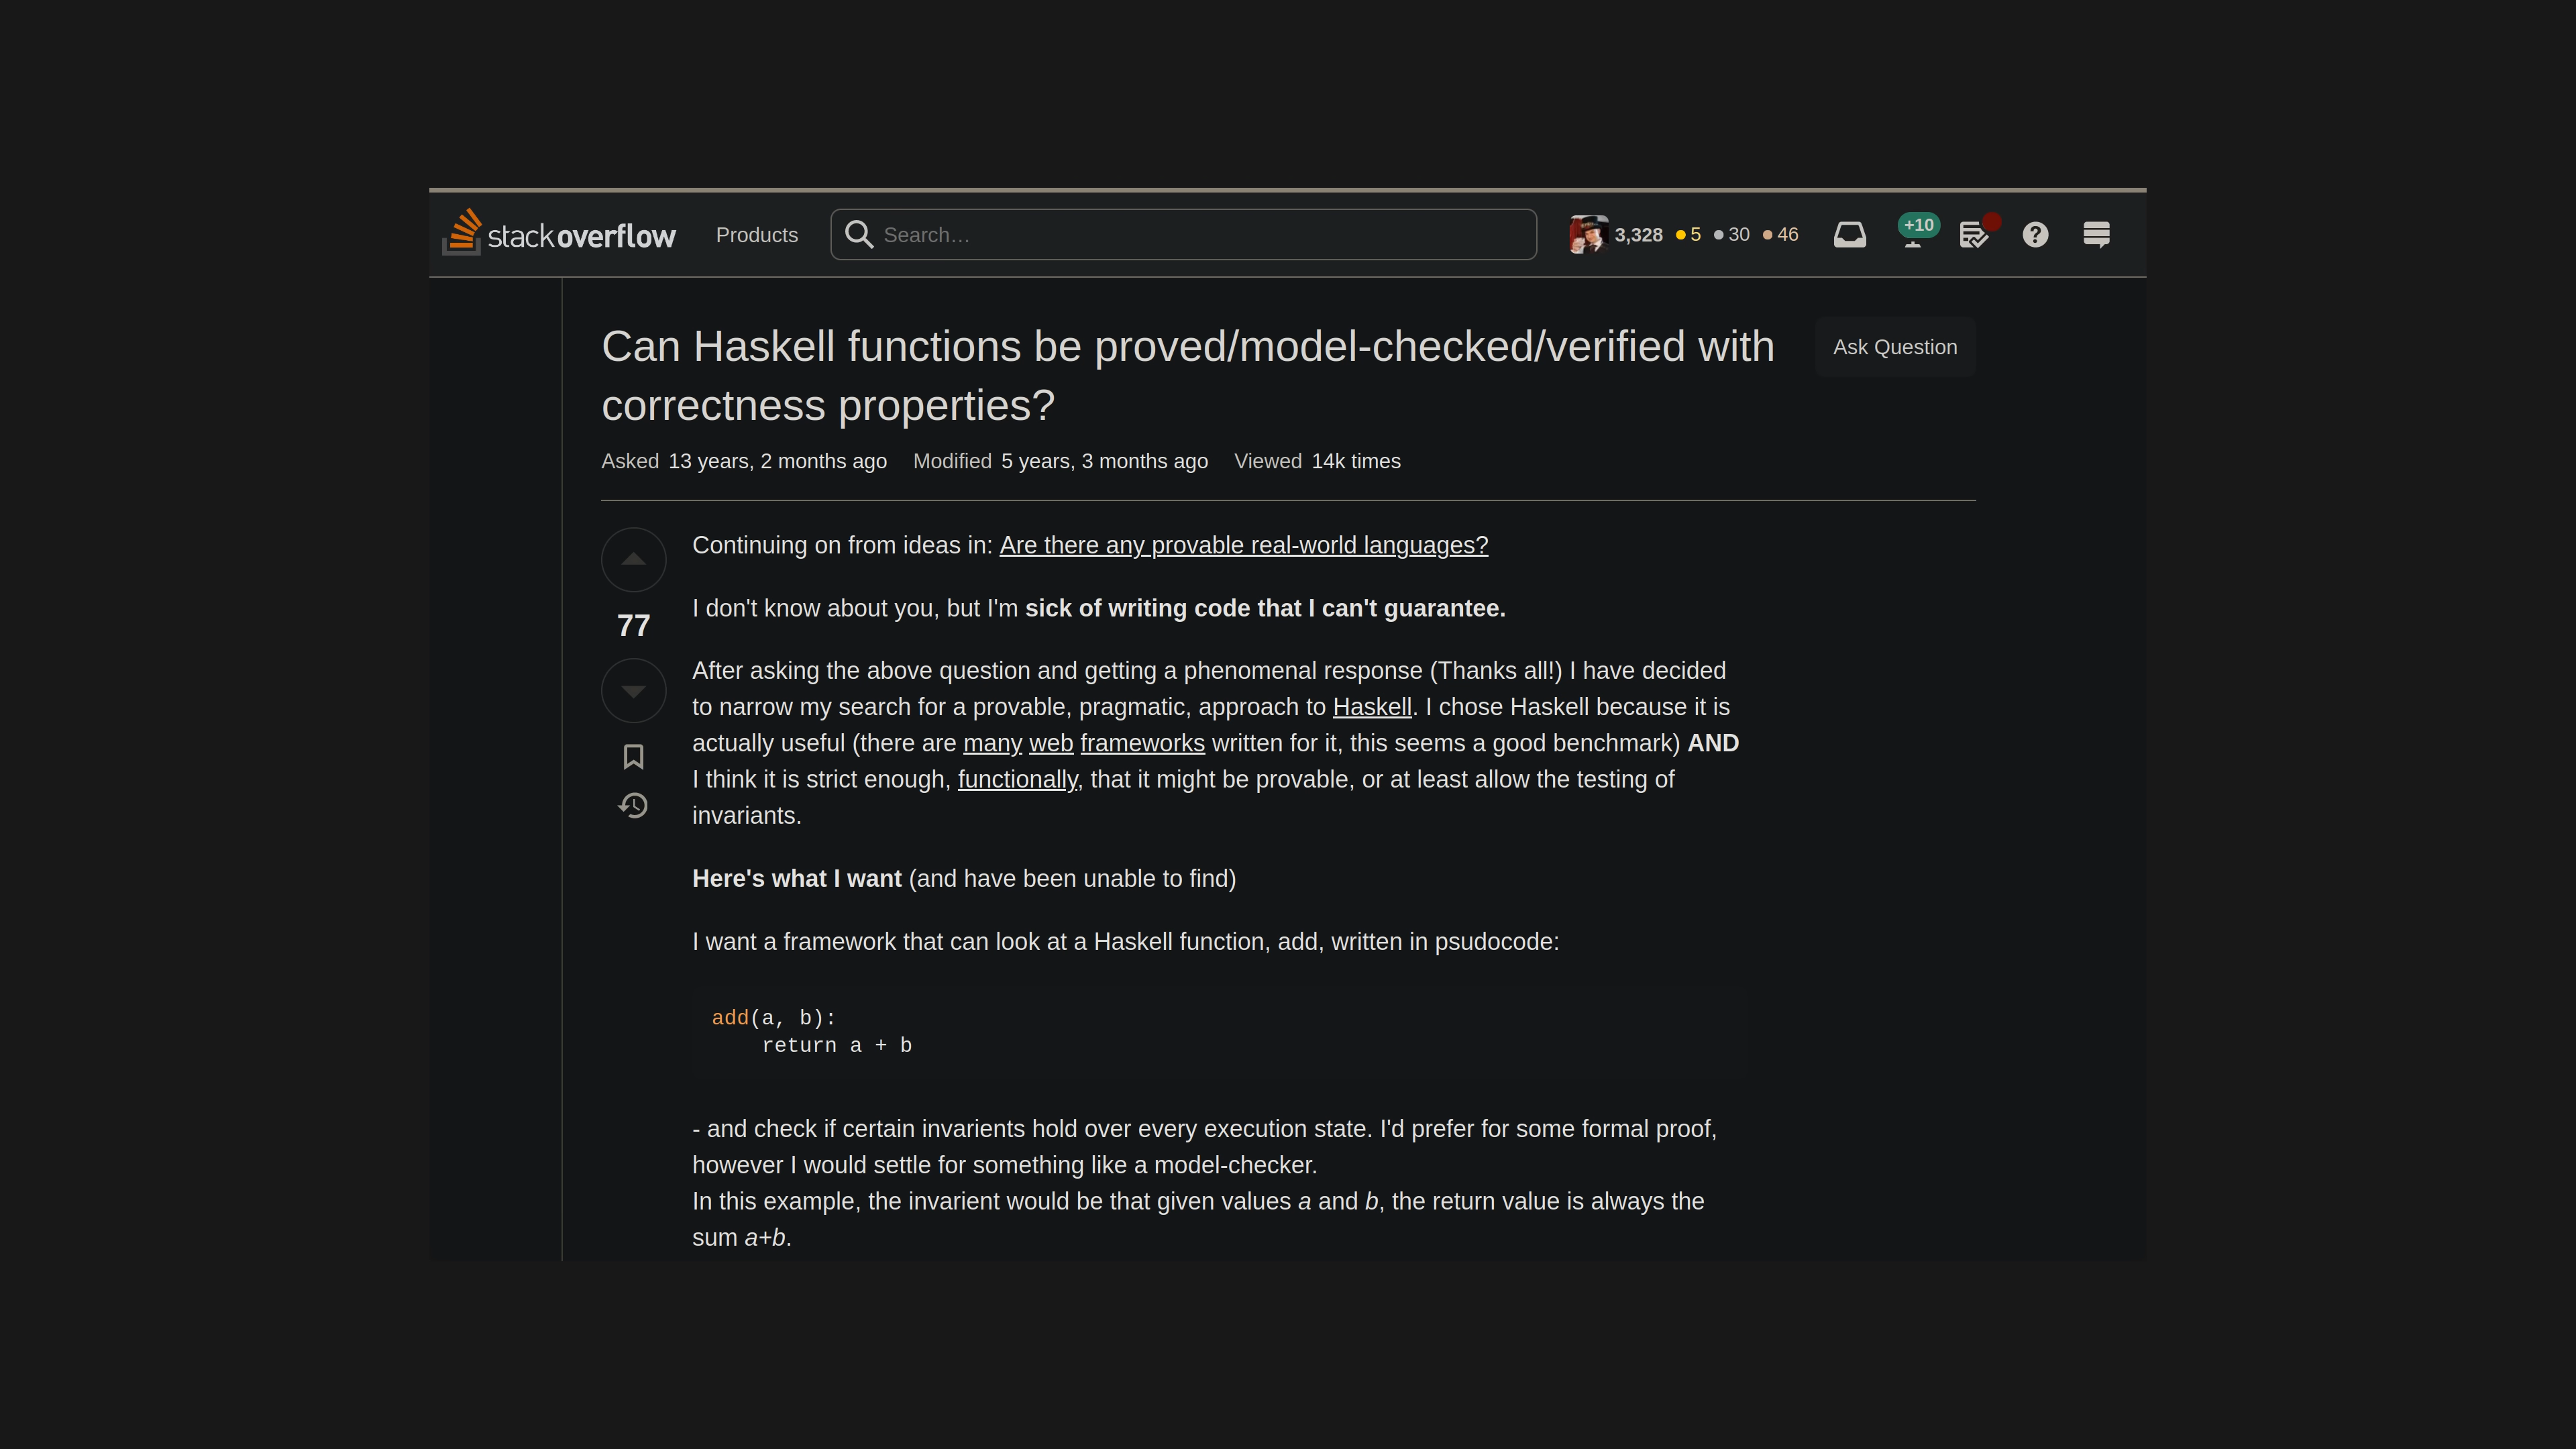 stackoverflow Products Search… 3,328 5 30 46 +10
Can Haskell functions be proved/model-checked/verified with
correctness properties?
Ask Question
Asked 13 years, 2 months ago Modified 5 years, 3 months ago Viewed 14k times
77
Continuing on from ideas in: Are there any provable real-world languages?
I don't know about you, but I'm sick of writing code that I can't guarantee.
After asking the above question and getting a phenomenal response (Thanks all!) I have decided
to narrow my search for a provable, pragmatic, approach to Haskell. I chose Haskell because it is
actually useful (there are many web frameworks written for it, this seems a good benchmark) AND
I think it is strict enough, functionally, that it might be provable, or at least allow the testing of
invariants.
Here's what I want (and have been unable to find)
I want a framework that can look at a Haskell function, add, written in psudocode:
add(a, b):
    return a + b
- and check if certain invarients hold over every execution state. I'd prefer for some formal proof,
however I would settle for something like a model-checker.
In this example, the invarient would be that given values a and b, the return value is always the
sum a+b.